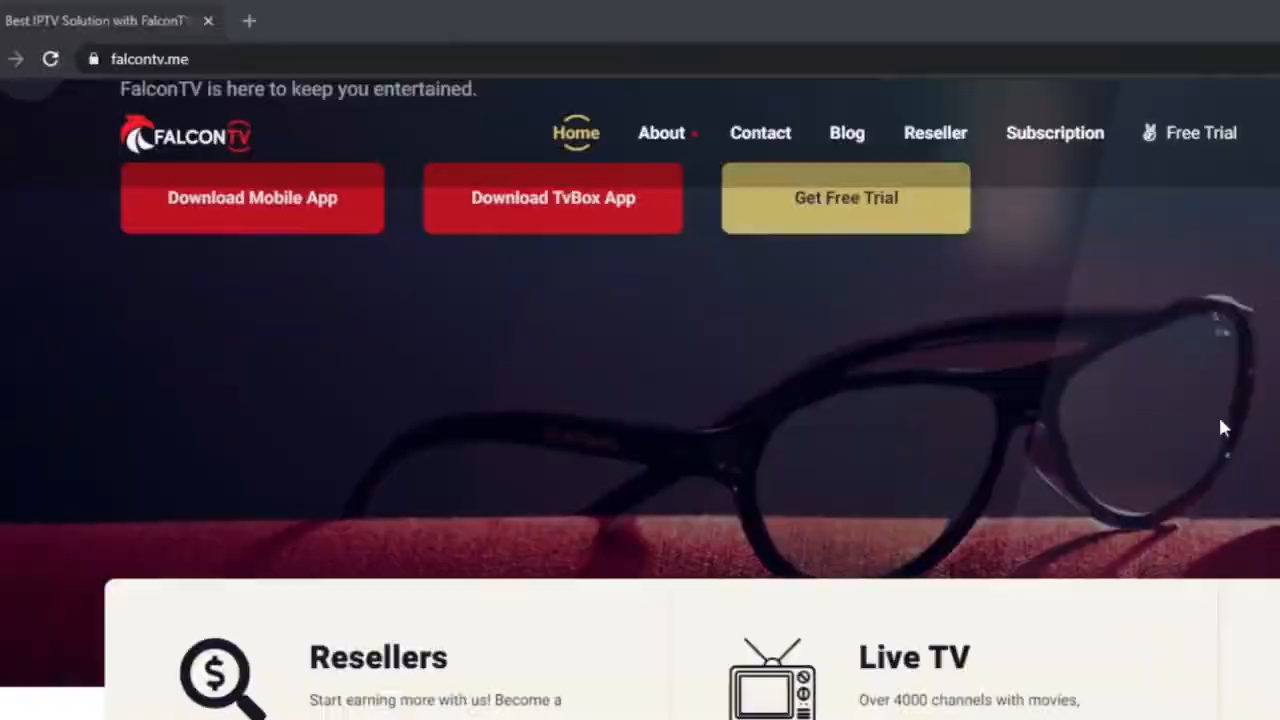 Best IPTV Solution with FalconT
falcontv.me
FalconTV is here to keep you entertained.
FALCONTV
Home About Contact Blog Reseller Subscription Free Trial
Download Mobile App Download TvBox App Get Free Trial
Resellers
Start earning more with us! Become a
Live TV
Over 4000 channels with movies,